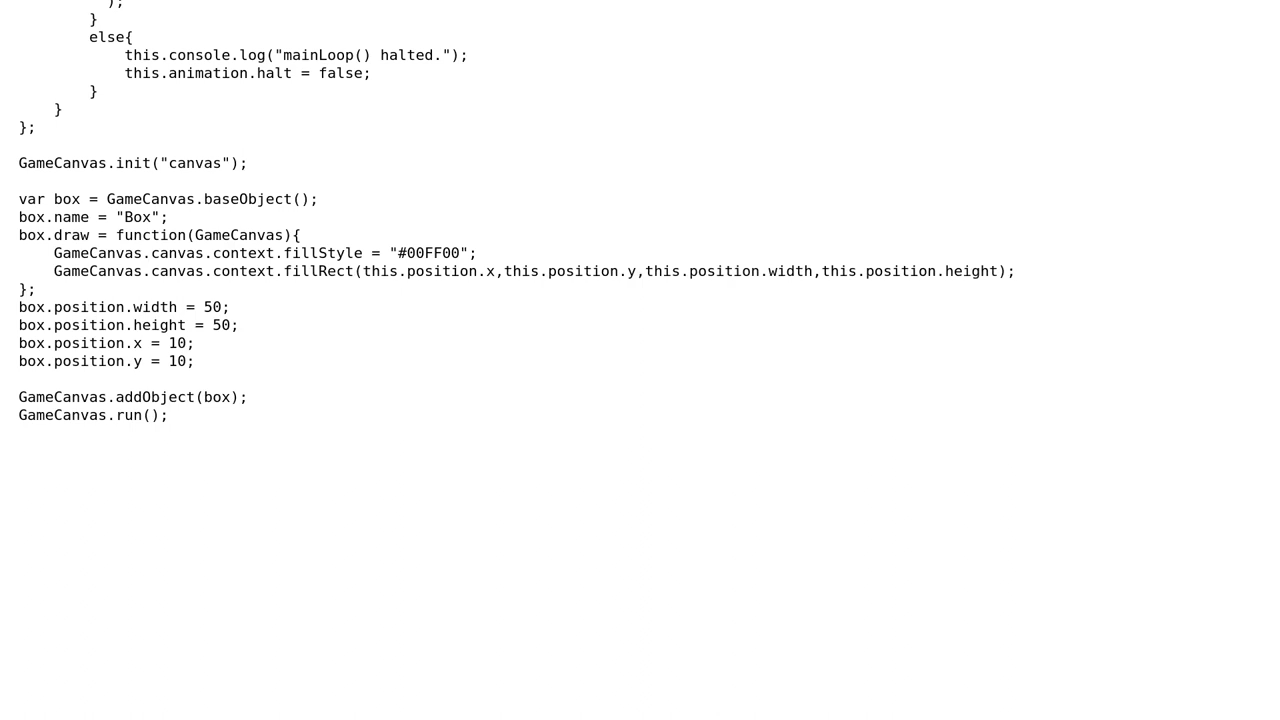 );
        }
        else{
            this.console.log("mainLoop() halted.");
            this.animation.halt = false;
        }
    }
};

GameCanvas.init("canvas");

var box = GameCanvas.baseObject();
box.name = "Box";
box.draw = function(GameCanvas){
    GameCanvas.canvas.context.fillStyle = "#00FF00";
    GameCanvas.canvas.context.fillRect(this.position.x,this.position.y,this.position.width,this.position.height);
};
box.position.width = 50;
box.position.height = 50;
box.position.x = 10;
box.position.y = 10;

GameCanvas.addObject(box);
GameCanvas.run();